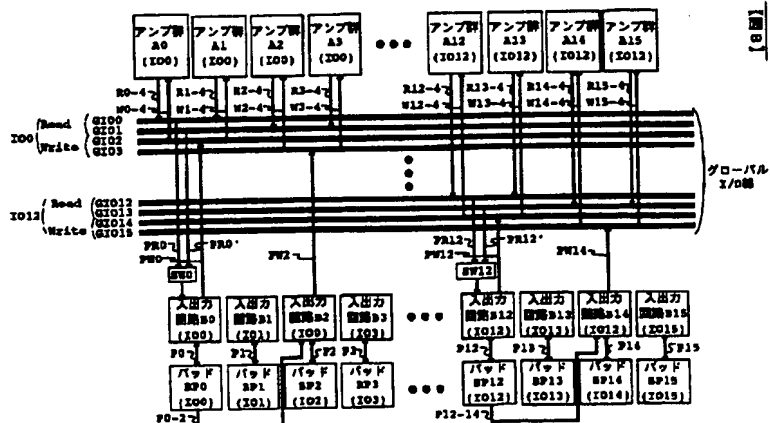 【図8】
アンプ群 アンプ群 アンプ群 アンプ群 アンプ群 アンプ群 アンプ群 アンプ群
A0 A1 A2 A3 A12 A13 A14 A15
(IO0) (IO0) (IO0) (IO0) (IO12) (IO12) (IO12) (IO12)
R0-4 R1-4 R2-4 R3-4 R12-4 R13-4 R14-4 R15-4
W0-4 W1-4 W2-4 W3-4 W12-4 W13-4 W14-4 W15-4
IO0
Read GIO0
GIO1
Write GIO2
GIO3
グローバル
I/O線
IO12
Read GIO12
GIO13
Write GIO14
GIO15
PR0 PR0' PR12 PR12'
PW0 PW2 PW12 PW14
SW0 SW12
入出力 入出力 入出力 入出力 入出力 入出力 入出力 入出力
回路B0 回路B1 回路B2 回路B3 回路B12 回路B13 回路B14 回路B15
(IO0) (IO1) (IO0) (IO3) (IO12) (IO13) (IO12) (IO15)
P0 P1 P2 P3 P12 P13 P14 P15
パッド パッド パッド パッド パッド パッド パッド パッド
BP0 BP1 BP2 BP3 BP12 BP13 BP14 BP15
(IO0) (IO1) (IO2) (IO3) (IO12) (IO13) (IO14) (IO15)
P0-2 P12-14